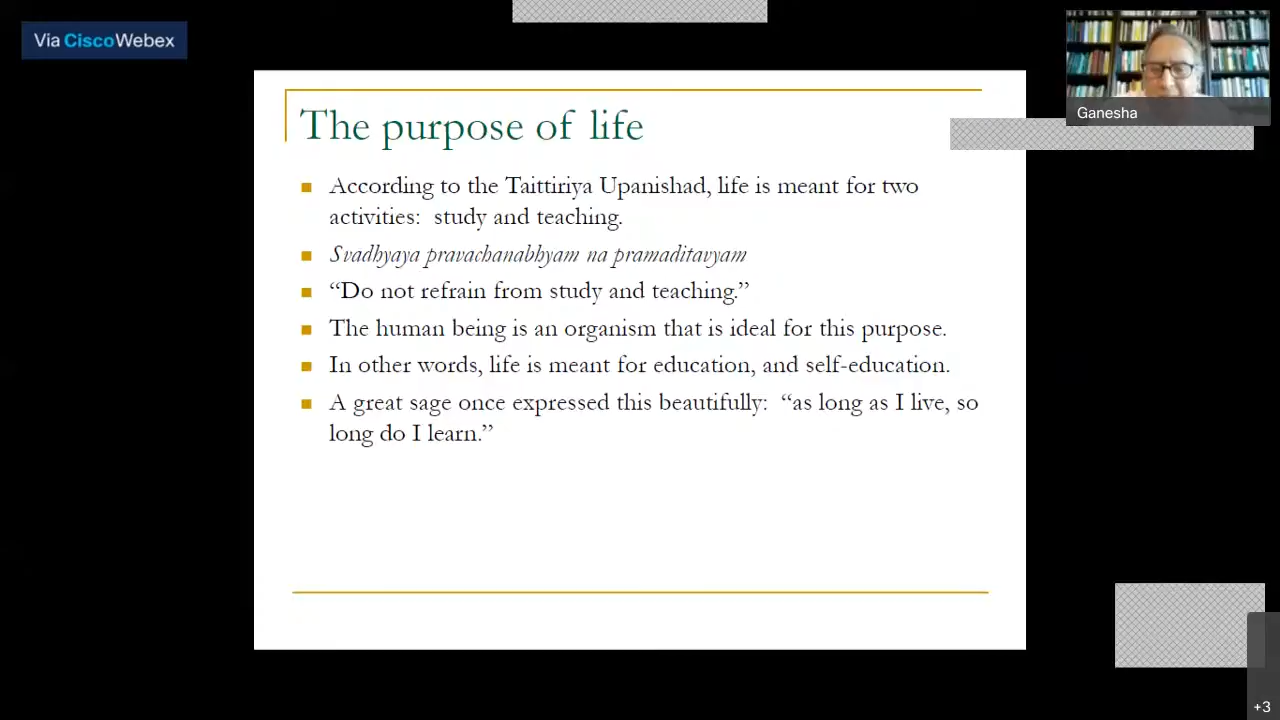 Via CiscoWebex
Ganesha
The purpose of life
According to the Taittiriya Upanishad, life is meant for two
activities: study and teaching.
Svadhyaya pravachanabhyam na pramaditavyam
“Do not refrain from study and teaching.”
The human being is an organism that is ideal for this purpose.
In other words, life is meant for education, and self-education.
A great sage once expressed this beautifully: “as long as I live, so
long do I learn.”
+3